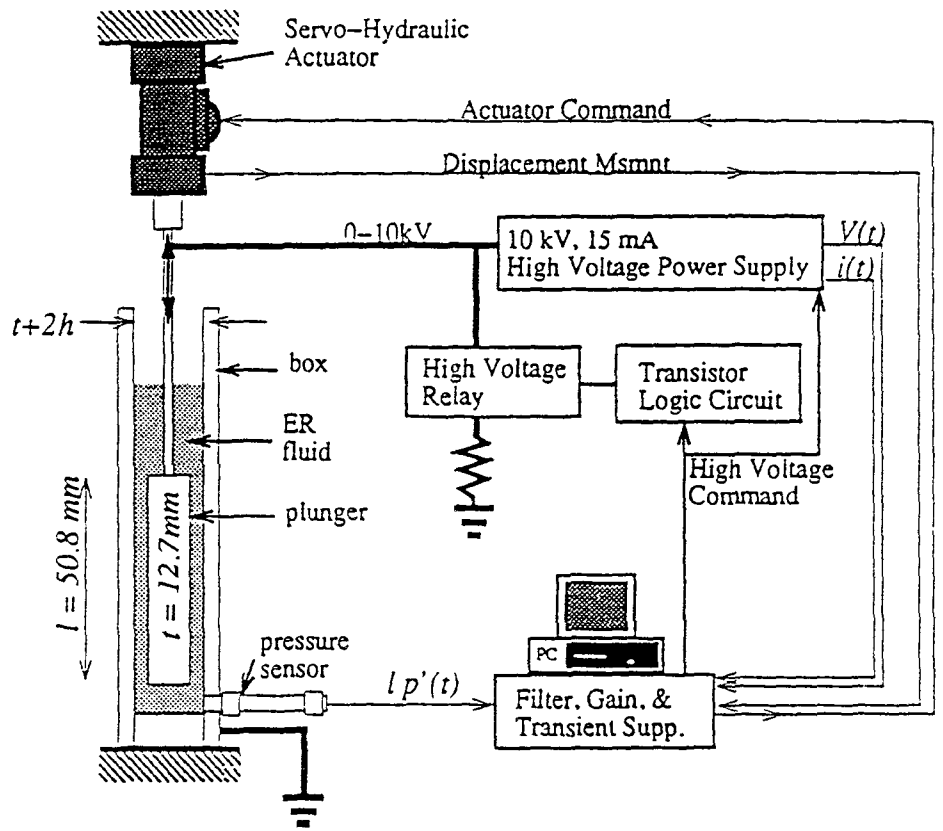 Servo-Hydraulic
Actuator
Actuator Command
Displacement Msmnt
0-10kV
10 kV, 15 mA
High Voltage Power Supply
V(t)
i(t)
t+2h
box
High Voltage
Relay
Transistor
Logic Circuit
ER
fluid
High Voltage
Command
plunger
l = 50.8 mm
t = 12.7mm
PC
pressure
sensor
l p'(t)
Filter, Gain, &
Transient Supp.